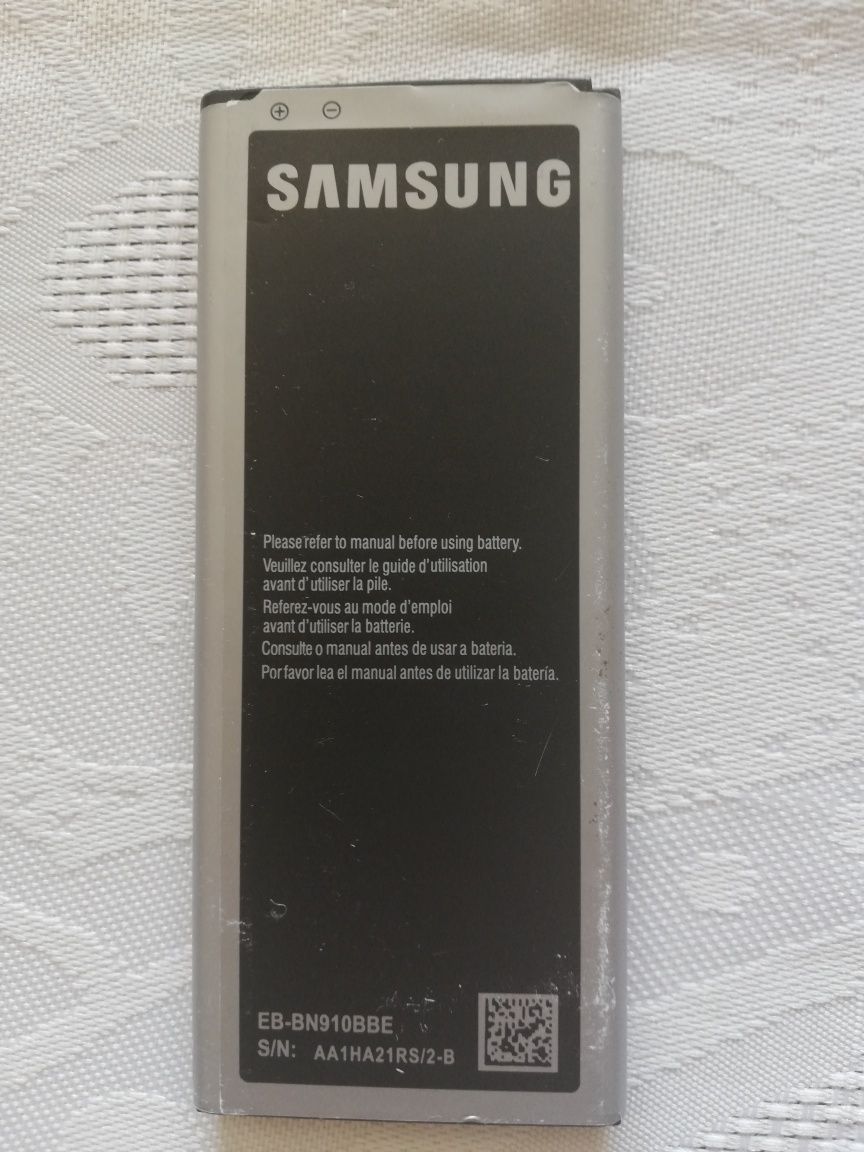 ⊕ ⊖
SAMSUNG
Please refer to manual before using battery.
Veuillez consulter le guide d'utilisation
avant d'utiliser la pile.
Referez-vous au mode d'emploi
avant d'utiliser la batterie.
Consulte o manual antes de usar a bateria.
Por favor lea el manual antes de utilizar la batería.
EB-BN910BBE
S/N: AA1HA21RS/2-B